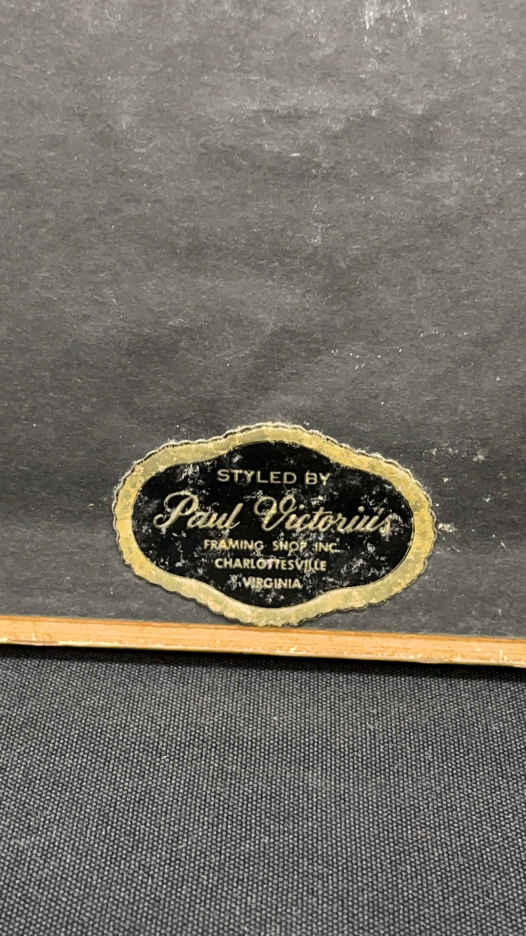 STYLED BY
Paul Victorius
FRAMING SHOP INC.
CHARLOTTESVILLE
VIRGINIA